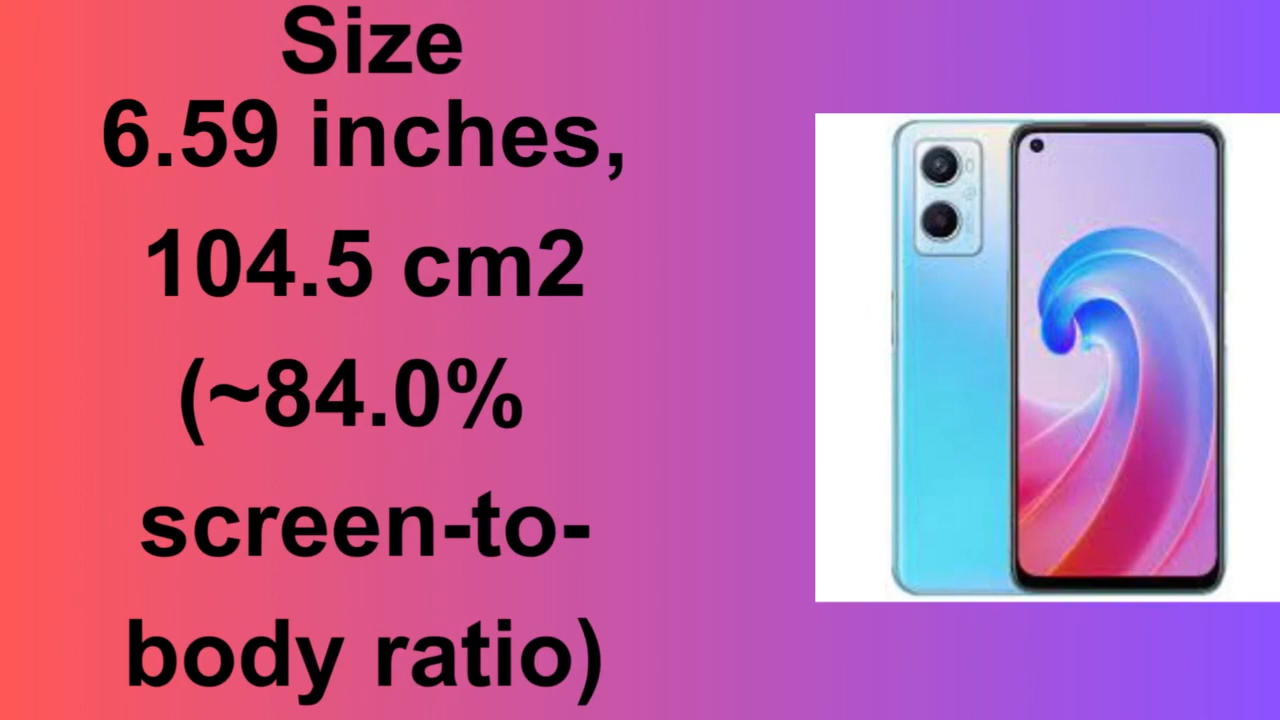 Size
6.59 inches,
104.5 cm2
(~84.0%
screen-to-
body ratio)